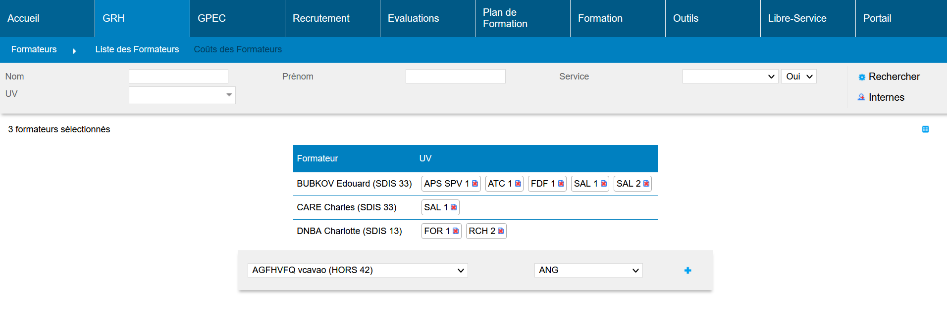 Accueil GRH GPEC Recrutement Evaluations Plan de Formation Formation Outils Libre-Service Portail
Formateurs Liste des Formateurs Coûts des Formateurs
Nom Prénom Service Oui Rechercher
UV Internes
3 formateurs sélectionnés
Formateur UV
BUBKOV Edouard (SDIS 33) APS SPV 1 ATC 1 FDF 1 SAL 1 SAL 2
CARE Charles (SDIS 33) SAL 1
DNBA Charlotte (SDIS 13) FOR 1 RCH 2
AGFHVFQ vcavao (HORS 42) ANG